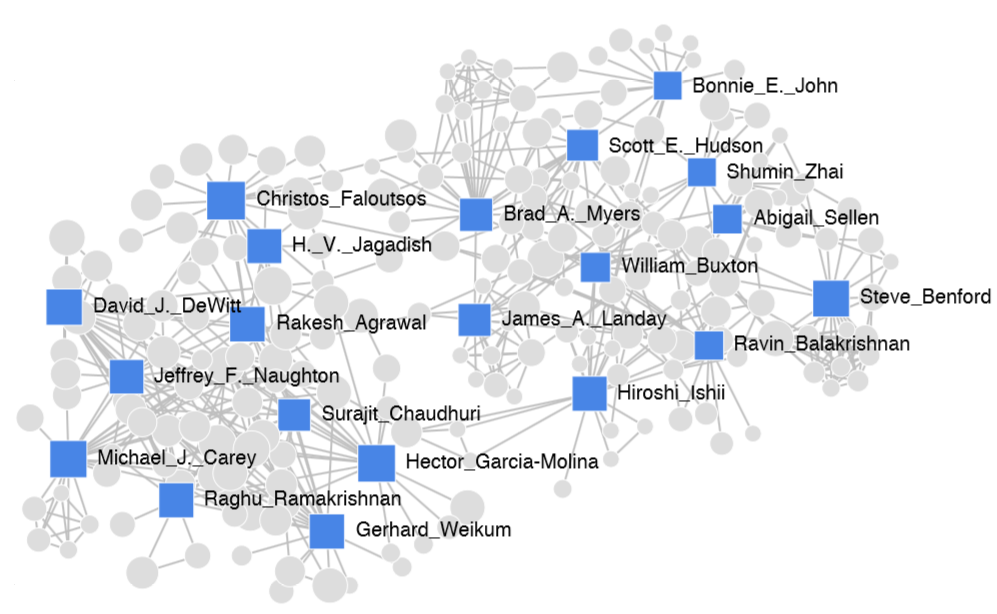 Bonnie_E._John
Scott_E._Hudson
Shumin_Zhai
Christos_Faloutsos
Brad_A._Myers
Abigail_Sellen
H._V._Jagadish
William_Buxton
Steve_Benford
David_J._DeWitt
Rakesh_Agrawal
James_A._Landay
Ravin_Balakrishnan
Jeffrey_F._Naughton
Hiroshi_Ishii
Surajit_Chaudhuri
Michael_J._Carey
Hector_Garcia-Molina
Raghu_Ramakrishnan
Gerhard_Weikum